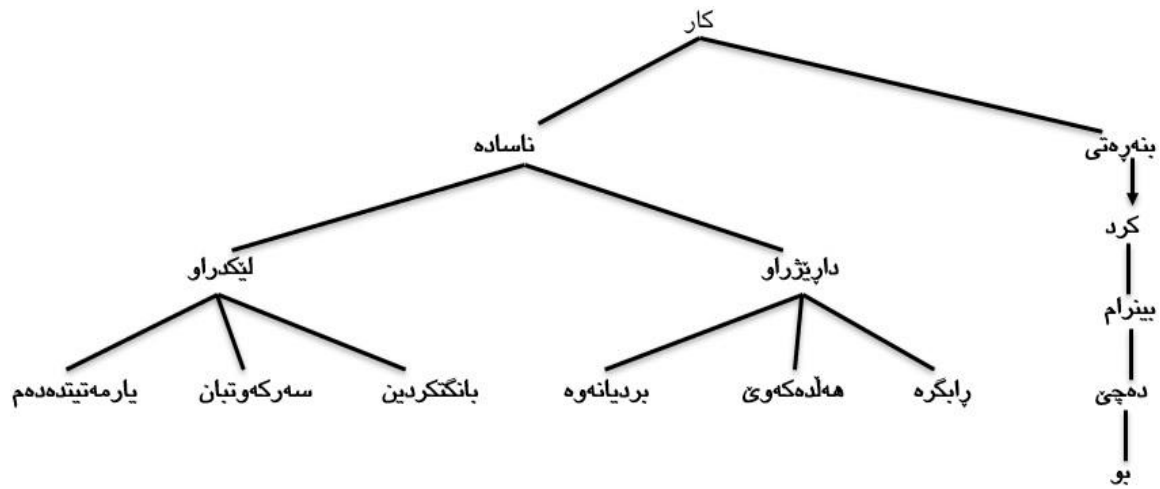 کار
بنەڕەتی
ناسادە
کرد
داڕێژراو
لێکدراو
بینرام
ڕابگرە
هەڵدەکەوێ
بردیانەوە
بانگتکردین
سەرکەوتبان
یارمەتیتدەدەم
دەچێ
بو